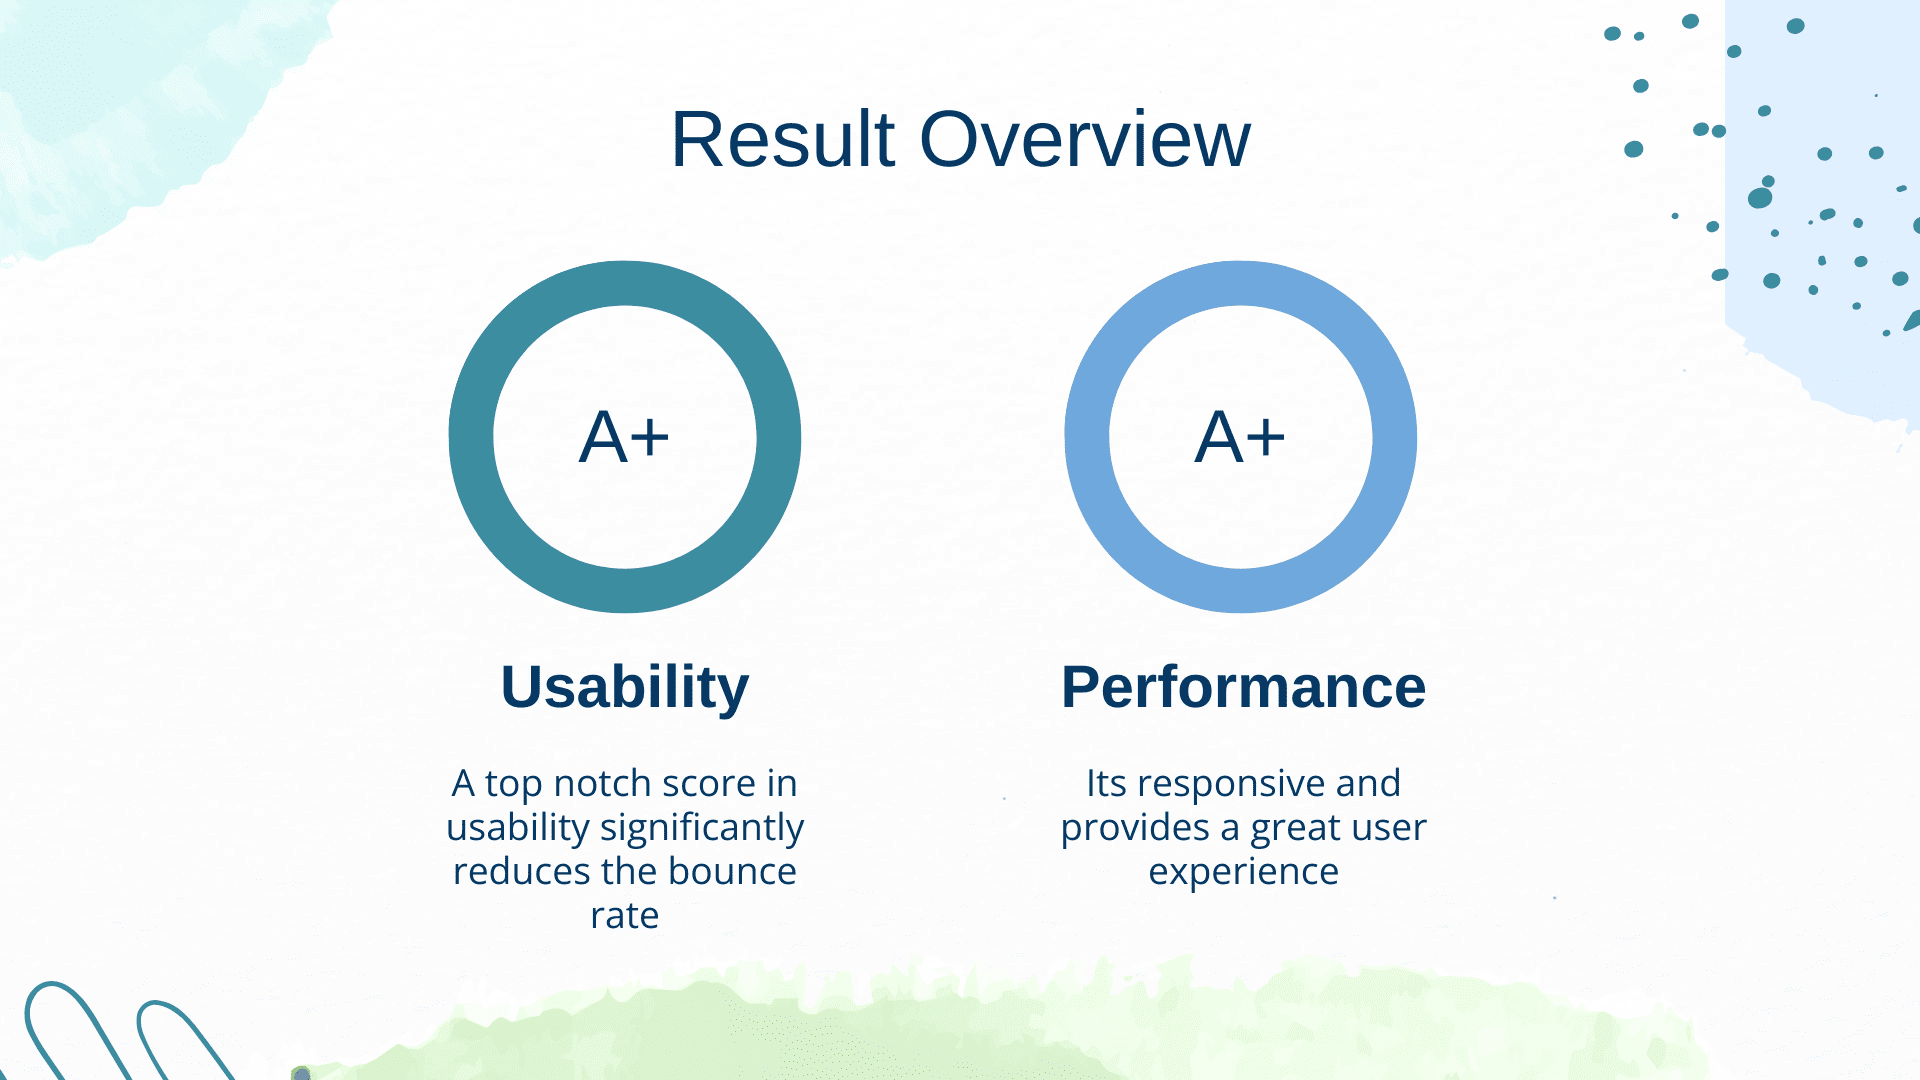 Result Overview
A+
A+
Usability
Performance
A top notch score in
usability significantly
reduces the bounce
rate
Its responsive and
provides a great user
experience